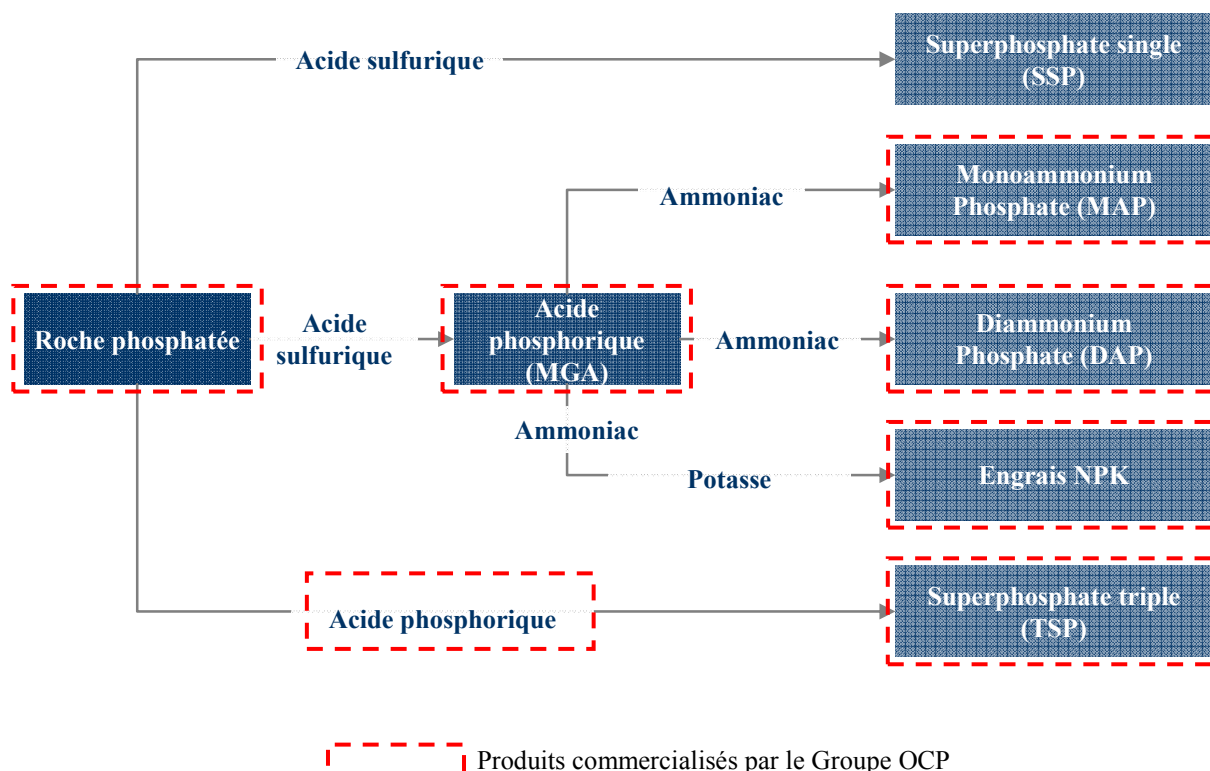 Superphosphate single
(SSP)
Acide sulfurique
Monoammonium
Phosphate (MAP)
Ammoniac
Roche phosphatée
Acide
sulfurique
Acide
phosphorique
(MGA)
Ammoniac
Diammonium
Phosphate (DAP)
Ammoniac
Potasse
Engrais NPK
Acide phosphorique
Superphosphate triple
(TSP)
Produits commercialisés par le Groupe OCP